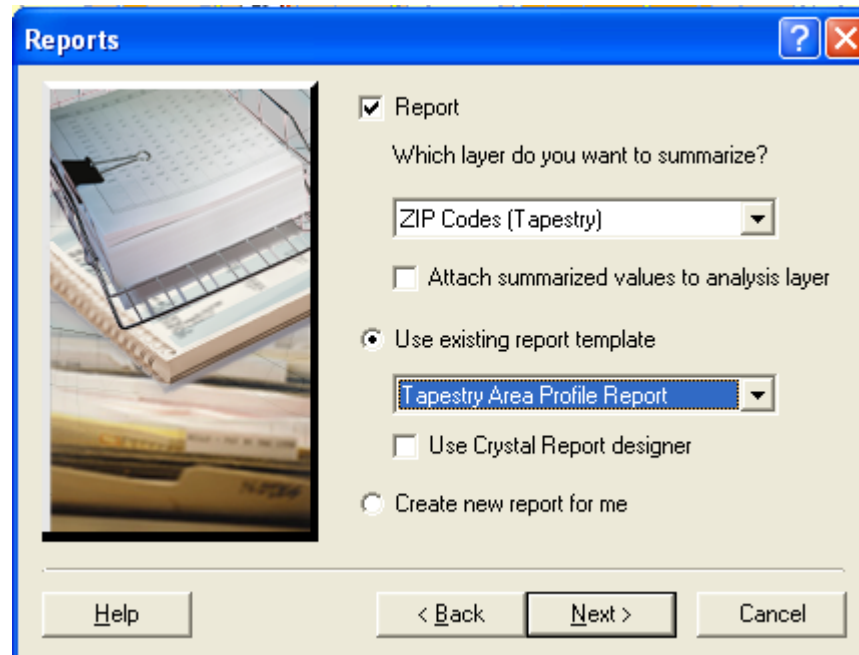 Reports
Report
Which layer do you want to summarize?
ZIP Codes (Tapestry)
Attach summarized values to analysis layer
Use existing report template
Tapestry Area Profile Report
Use Crystal Report designer
Create new report for me
Help
< Back
Next >
Cancel